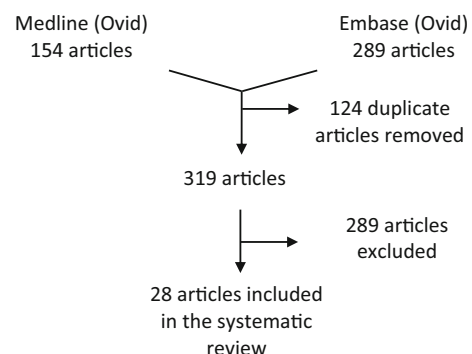 Medline (Ovid)
154 articles
Embase (Ovid)
289 articles
124 duplicate
articles removed
319 articles
289 articles
excluded
28 articles included
in the systematic
review